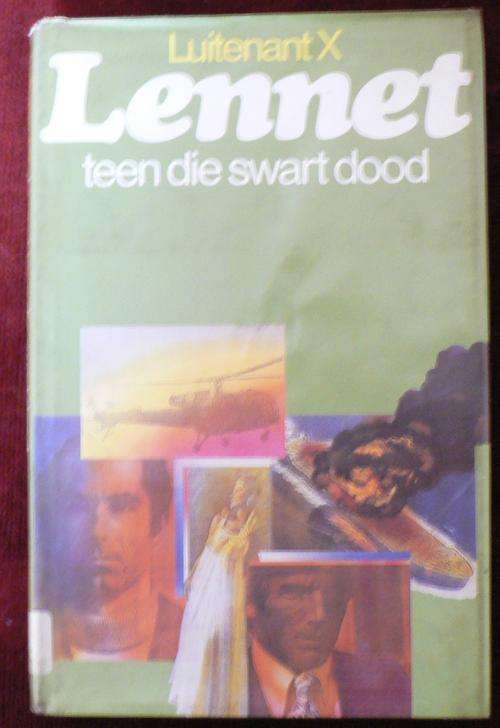 Luitenant X
Lennet
teen die swart dood